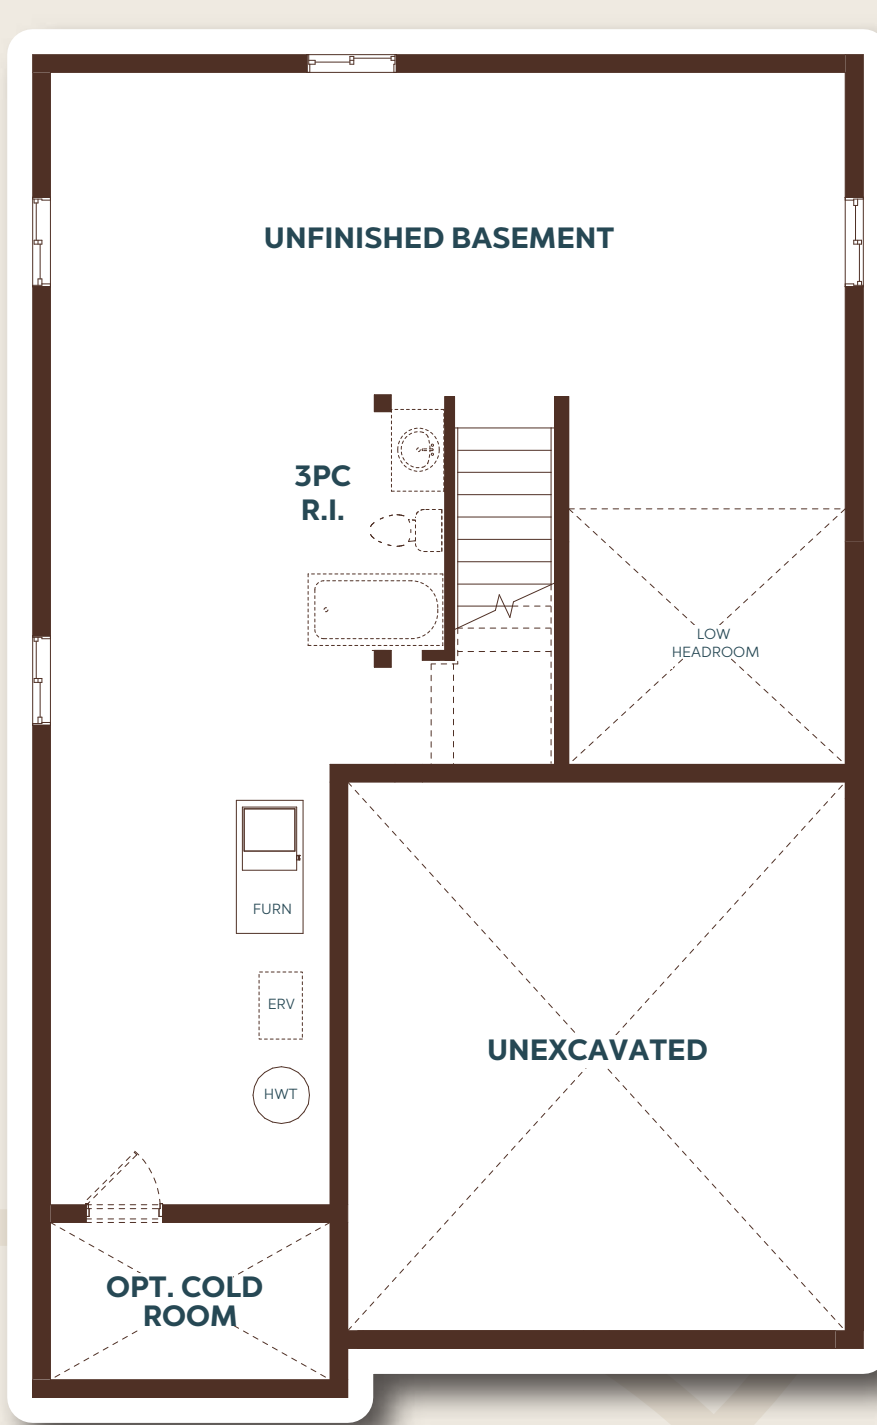 UNFINISHED BASEMENT
3PC
R.I.
LOW
HEADROOM
FURN
ERV
UNEXCAVATED
HWT
OPT. COLD
ROOM